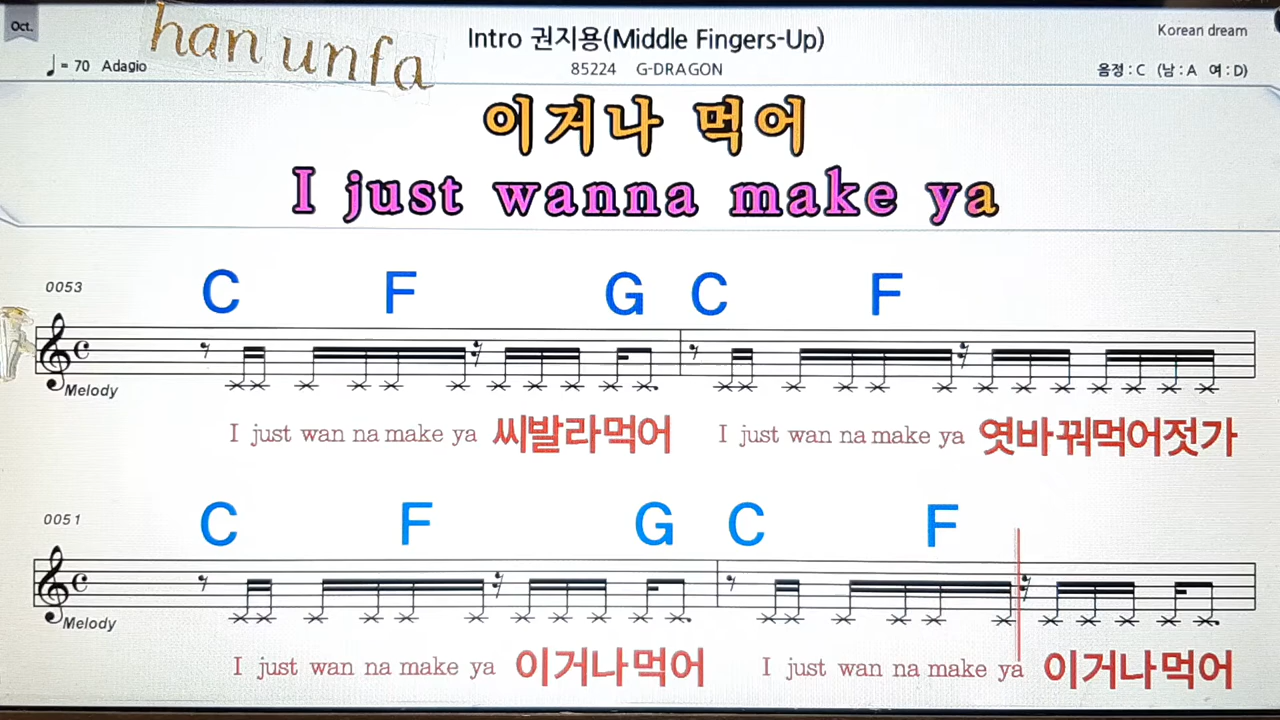 Oct.
han unfa
Intro 권지용(Middle Fingers-Up)
Korean dream
♩= 70 Adagio
85224 G-DRAGON
음정 : C (남 : A 여 : D)
이거나 먹어
I just wanna make ya
0053
C F G C F
Melody
I just wan na make ya 씨발라먹어 I just wan na make ya 엿바꿔먹어젓가
0051
C F G C F
Melody
I just wan na make ya 이거나먹어 I just wan na make ya 이거나먹어